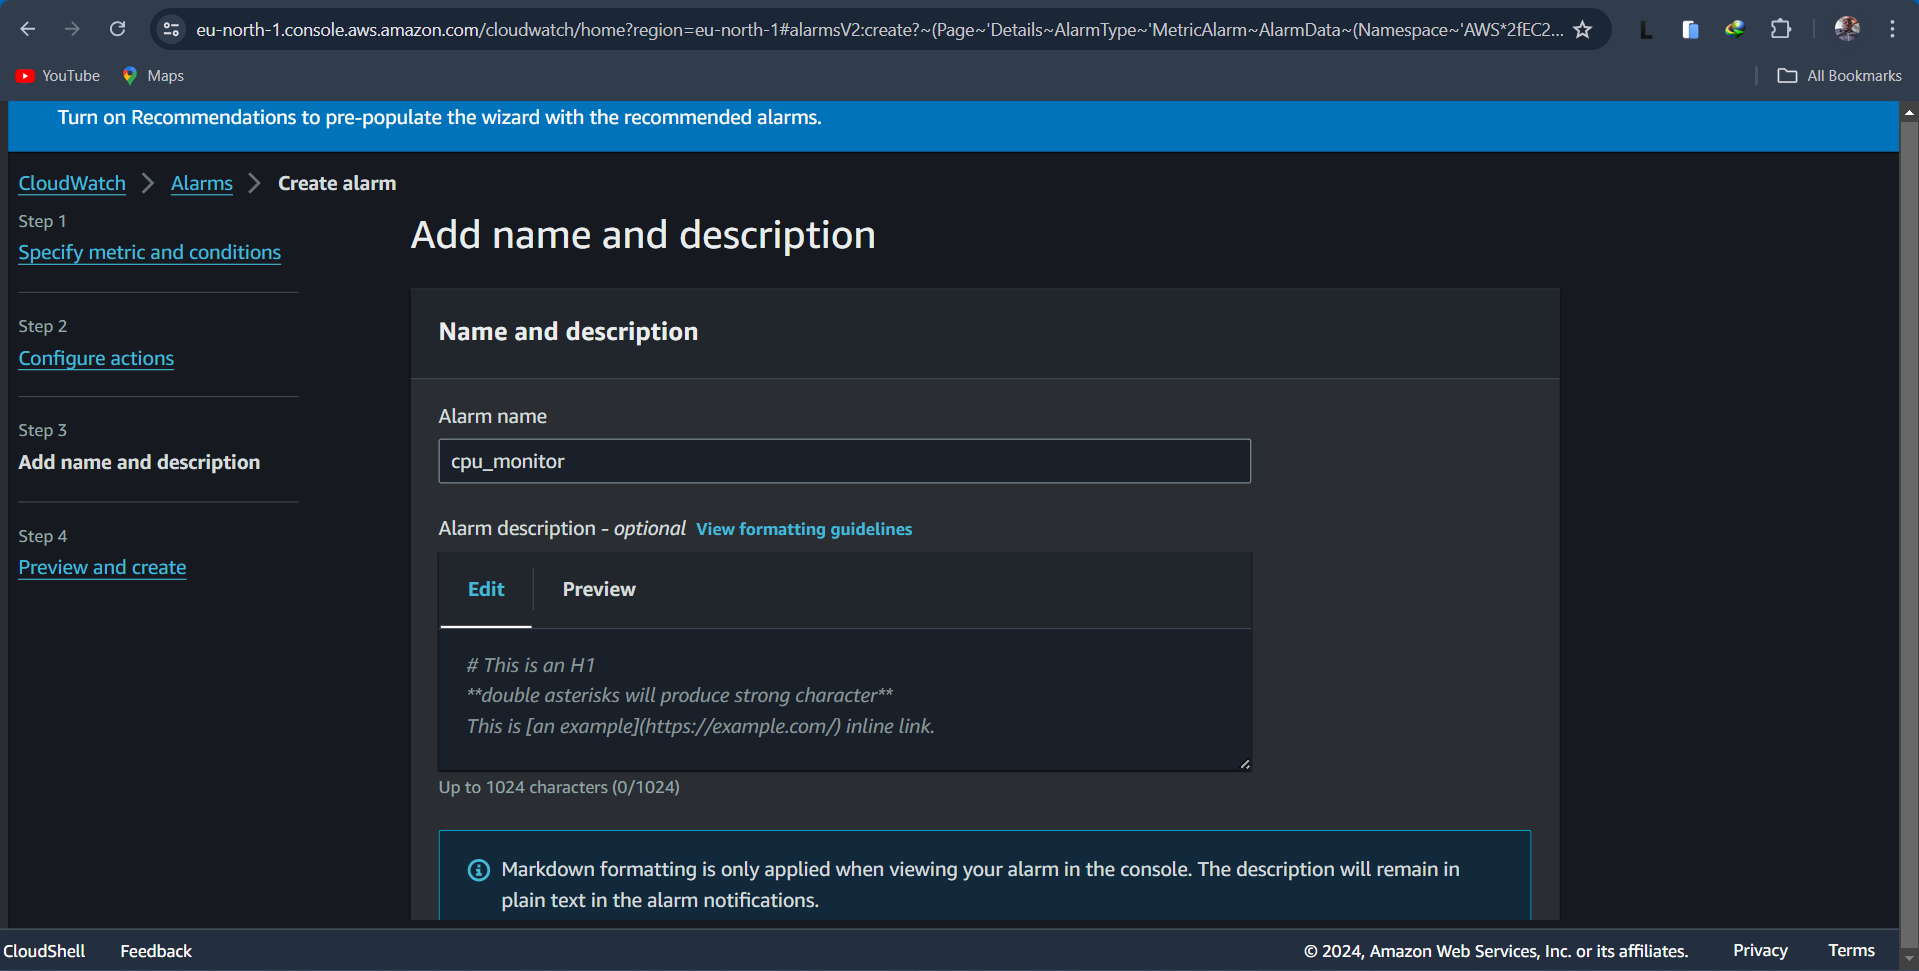 eu-north-1.console.aws.amazon.com/cloudwatch/home?region=eu-north-1#alarmsV2:create?~(Page~'Details~AlarmType~'MetricAlarm~AlarmData~(Namespace~'AWS*2fEC2...
L
YouTube
Maps
All Bookmarks
Turn on Recommendations to pre-populate the wizard with the recommended alarms.
CloudWatch
Alarms
Create alarm
Step 1
Specify metric and conditions
Step 2
Configure actions
Step 3
Add name and description
Step 4
Preview and create
Add name and description
Name and description
Alarm name
cpu_monitor
Alarm description - optional View formatting guidelines
Edit
Preview
# This is an H1
**double asterisks will produce strong character**
This is [an example](https://example.com/) inline link.
Up to 1024 characters (0/1024)
Markdown formatting is only applied when viewing your alarm in the console. The description will remain in
plain text in the alarm notifications.
CloudShell
Feedback
© 2024, Amazon Web Services, Inc. or its affiliates.
Privacy
Terms